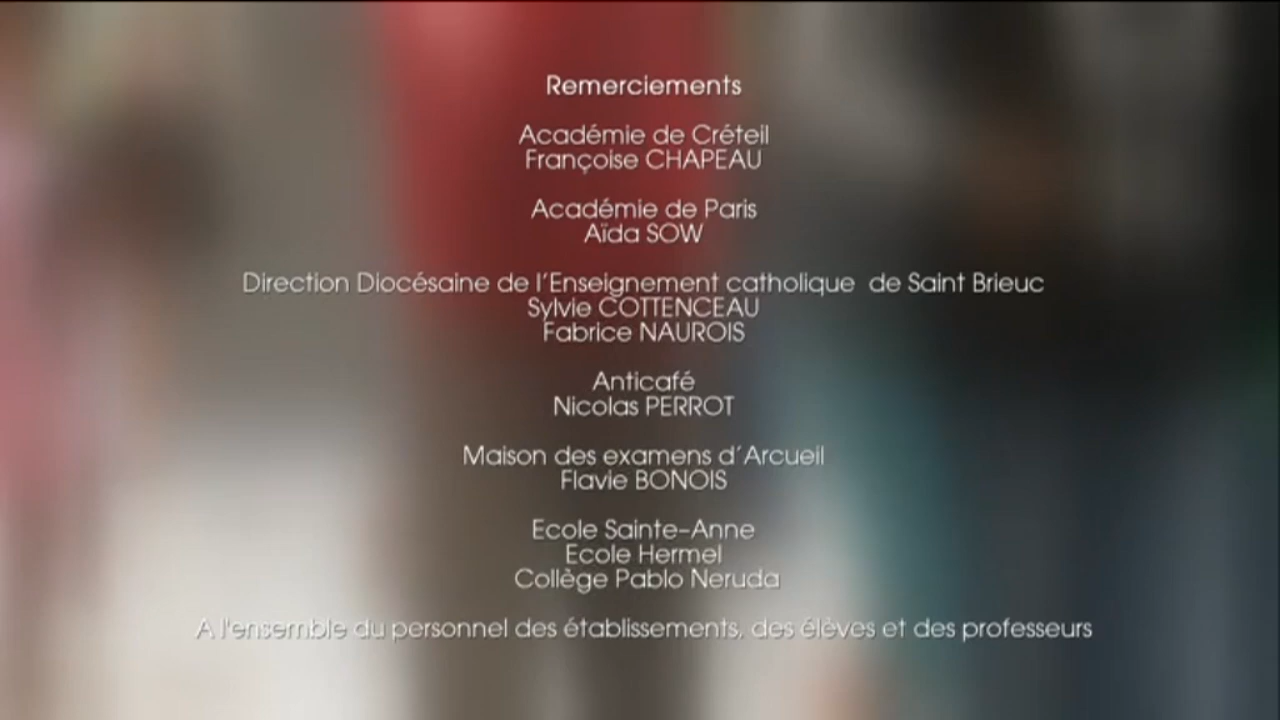 Remerciements
Académie de Créteil
Françoise CHAPEAU
Académie de Paris
Aïda SOW
Direction Diocésaine de l'Enseignement catholique de Saint Brieuc
Sylvie COTTENCEAU
Fabrice NAUROIS
Anticafé
Nicolas PERROT
Maison des examens d´Arcueil
Flavie BONOIS
Ecole Sainte-Anne
Ecole Hermel
Collège Pablo Neruda
A l'ensemble du personnel des établissements, des élèves et des professeurs